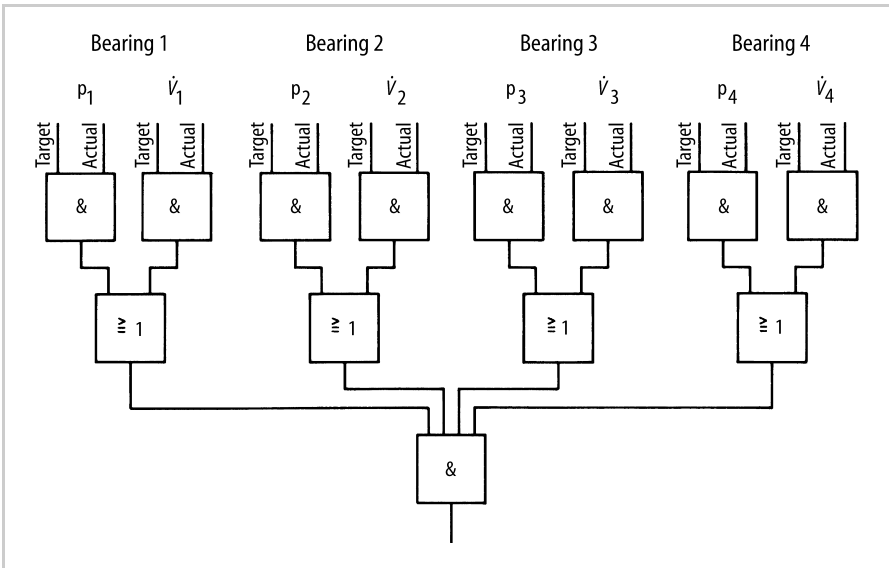 Bearing 1 Bearing 2 Bearing 3 Bearing 4
p₁ V̇₁ p₂ V̇₂ p₃ V̇₃ p₄ V̇₄
Target Actual Target Actual Target Actual Target Actual Target Actual Target Actual Target Actual Target Actual
& & & & & & & &
≥ 1 ≥ 1 ≥ 1 ≥ 1
&